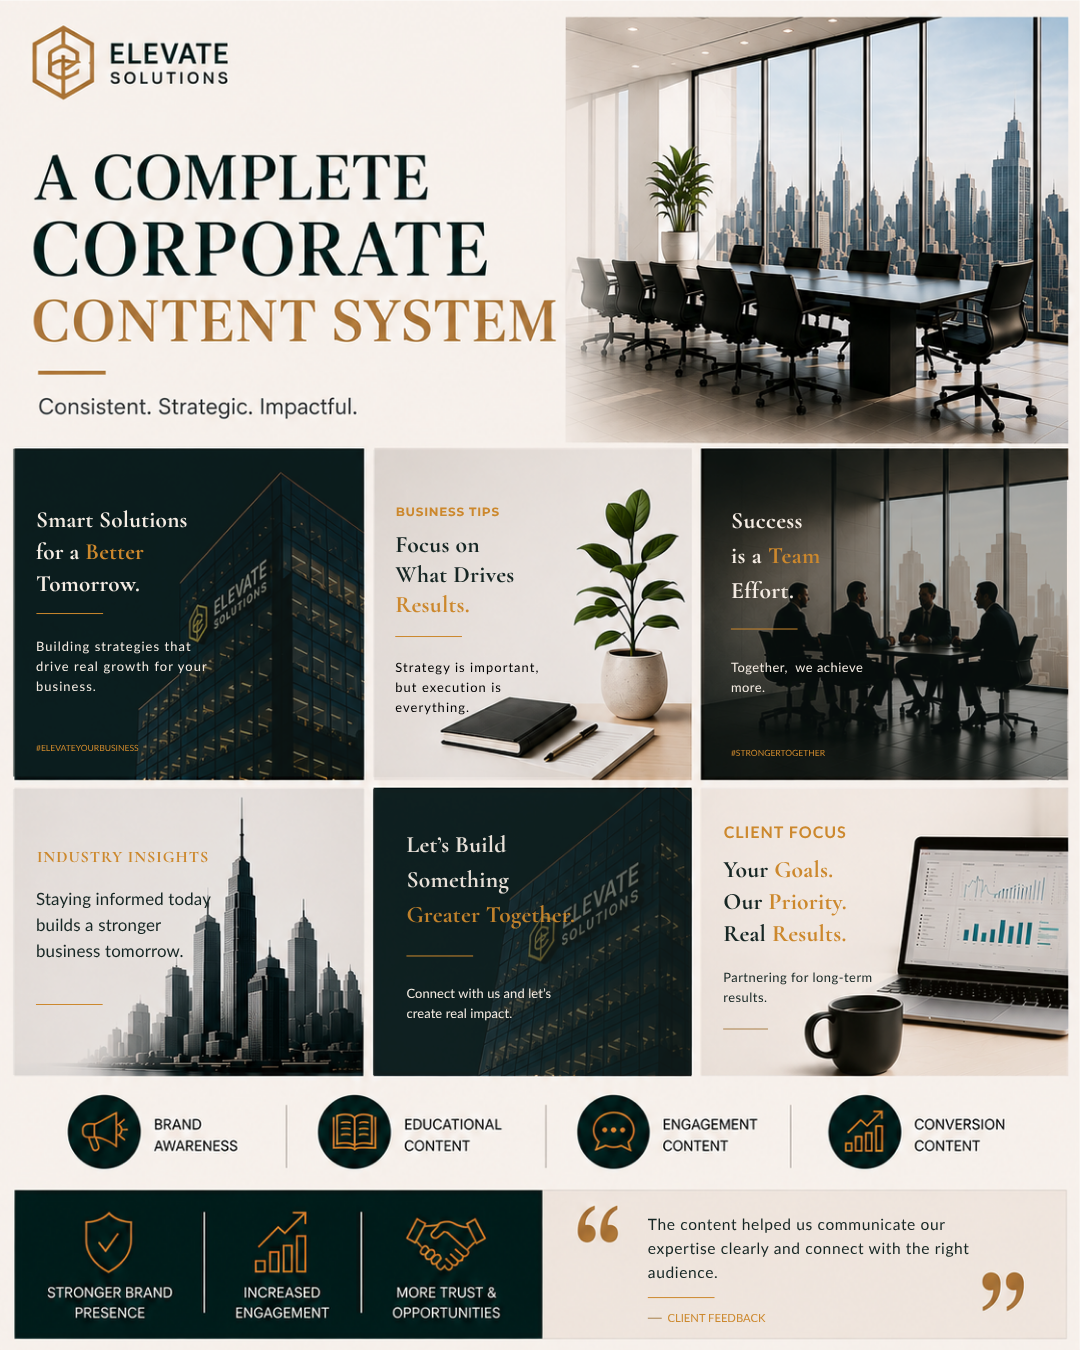 ELEVATE
SOLUTIONS
A COMPLETE
CORPORATE
CONTENT SYSTEM
Consistent. Strategic. Impactful.
Smart Solutions
for a Better
Tomorrow.
Building strategies that
drive real growth for your
business.
#ELEVATEYOURBUSINESS
ELEVATE
SOLUTIONS
BUSINESS TIPS
Focus on
What Drives
Results.
Strategy is important,
but execution is
everything.
Success
is a Team
Effort.
Together,  we achieve
more.
#STRONGERTOGETHER
INDUSTRY INSIGHTS
Staying informed today
builds a stronger
business tomorrow.
Let’s Build
Something
Greater Together.
Connect with us and let’s
create real impact.
ELEVATE
SOLUTIONS
CLIENT FOCUS
Your Goals.
Our Priority.
Real Results.
Partnering for long-term
results.
BRAND
AWARENESS
EDUCATIONAL
CONTENT
ENGAGEMENT
CONTENT
CONVERSION
CONTENT
STRONGER BRAND
PRESENCE
INCREASED
ENGAGEMENT
MORE TRUST &
OPPORTUNITIES
“
The content helped us communicate our
expertise clearly and connect with the right
audience.
”
— CLIENT FEEDBACK